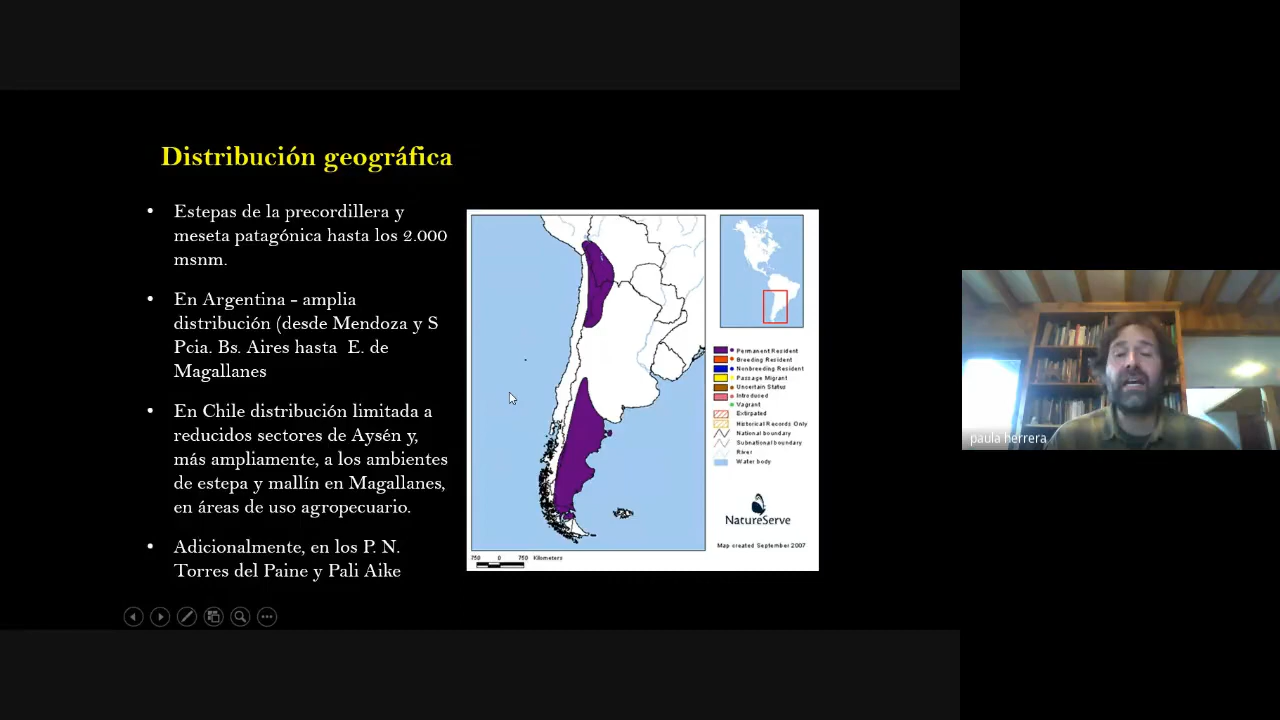 Distribución geográfica
• Estepas de la precordillera y
meseta patagónica hasta los 2.000
msnm.
• En Argentina - amplia
distribución (desde Mendoza y S
Pcia. Bs. Aires hasta E. de
Magallanes
• En Chile distribución limitada a
reducidos sectores de Aysén y,
más ampliamente, a los ambientes
de estepa y mallín en Magallanes,
en áreas de uso agropecuario.
• Adicionalmente, en los P. N.
Torres del Paine y Pali Aike
Permanent Resident
Breeding Resident
Nonbreeding Resident
Passage Migrant
Uncertain Status
Introduced
Vagrant
Extirpated
Historical Records Only
National boundary
Subnational boundary
River
Water body
NatureServe
Map created September 2007
750 0 750 Kilometers
paula herrera